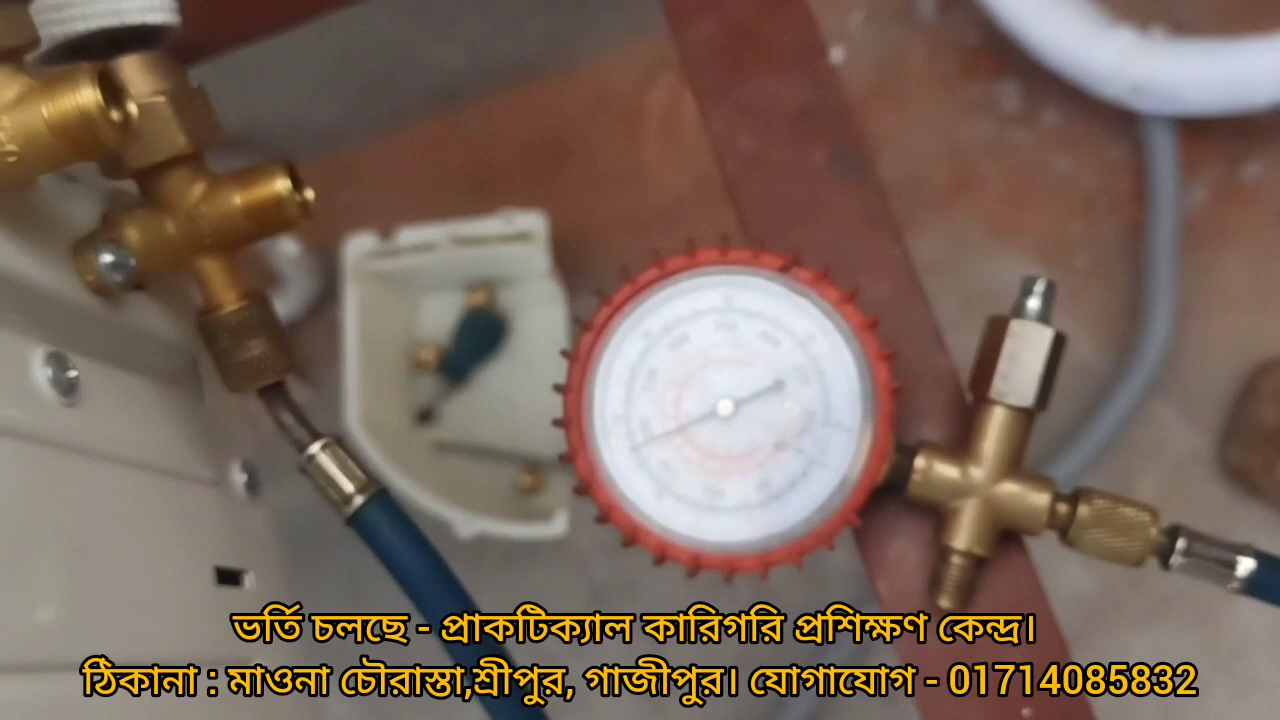 ভর্তি চলছে - প্রাকটিক্যাল কারিগরি প্রশিক্ষণ কেন্দ্র।
ঠিকানা : মাওনা চৌরাস্তা,শ্রীপুর, গাজীপুর। যোগাযোগ - 01714085832